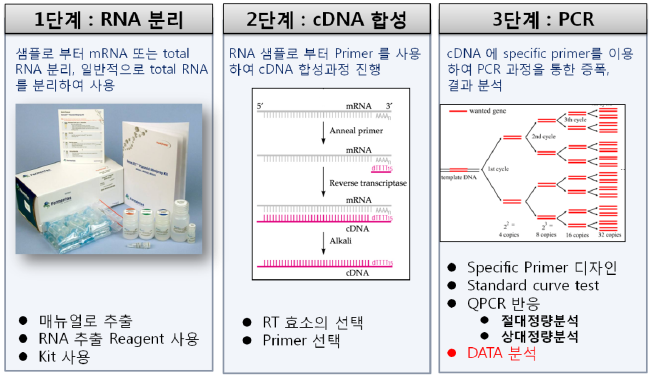 1단계 : RNA 분리
샘플로 부터 mRNA 또는 total
RNA 분리, 일반적으로 total RNA
를 분리하여 사용
매뉴얼로 추출
RNA 추출 Reagent 사용
Kit 사용
2단계 : cDNA 합성
RNA 샘플로 부터 Primer 를 사용
하여 cDNA 합성과정 진행
5' mRNA 3'
AAAAn
Anneal primer
mRNA
AAAAn
dTTTTn
Reverse transcriptase
mRNA
AAAAn
dTTTTn
cDNA
Alkali
dTTTTn
cDNA
RT 효소의 선택
Primer 선택
3단계 : PCR
cDNA 에 specific primer를 이용
하여 PCR 과정을 통한 증폭,
결과 분석
wanted gene
template DNA
1st cycle
2nd cycle
4 copies
8 copies
16 copies
32 copies
Specific Primer 디자인
Standard curve test
QPCR 반응
절대정량분석
상대정량분석
DATA 분석